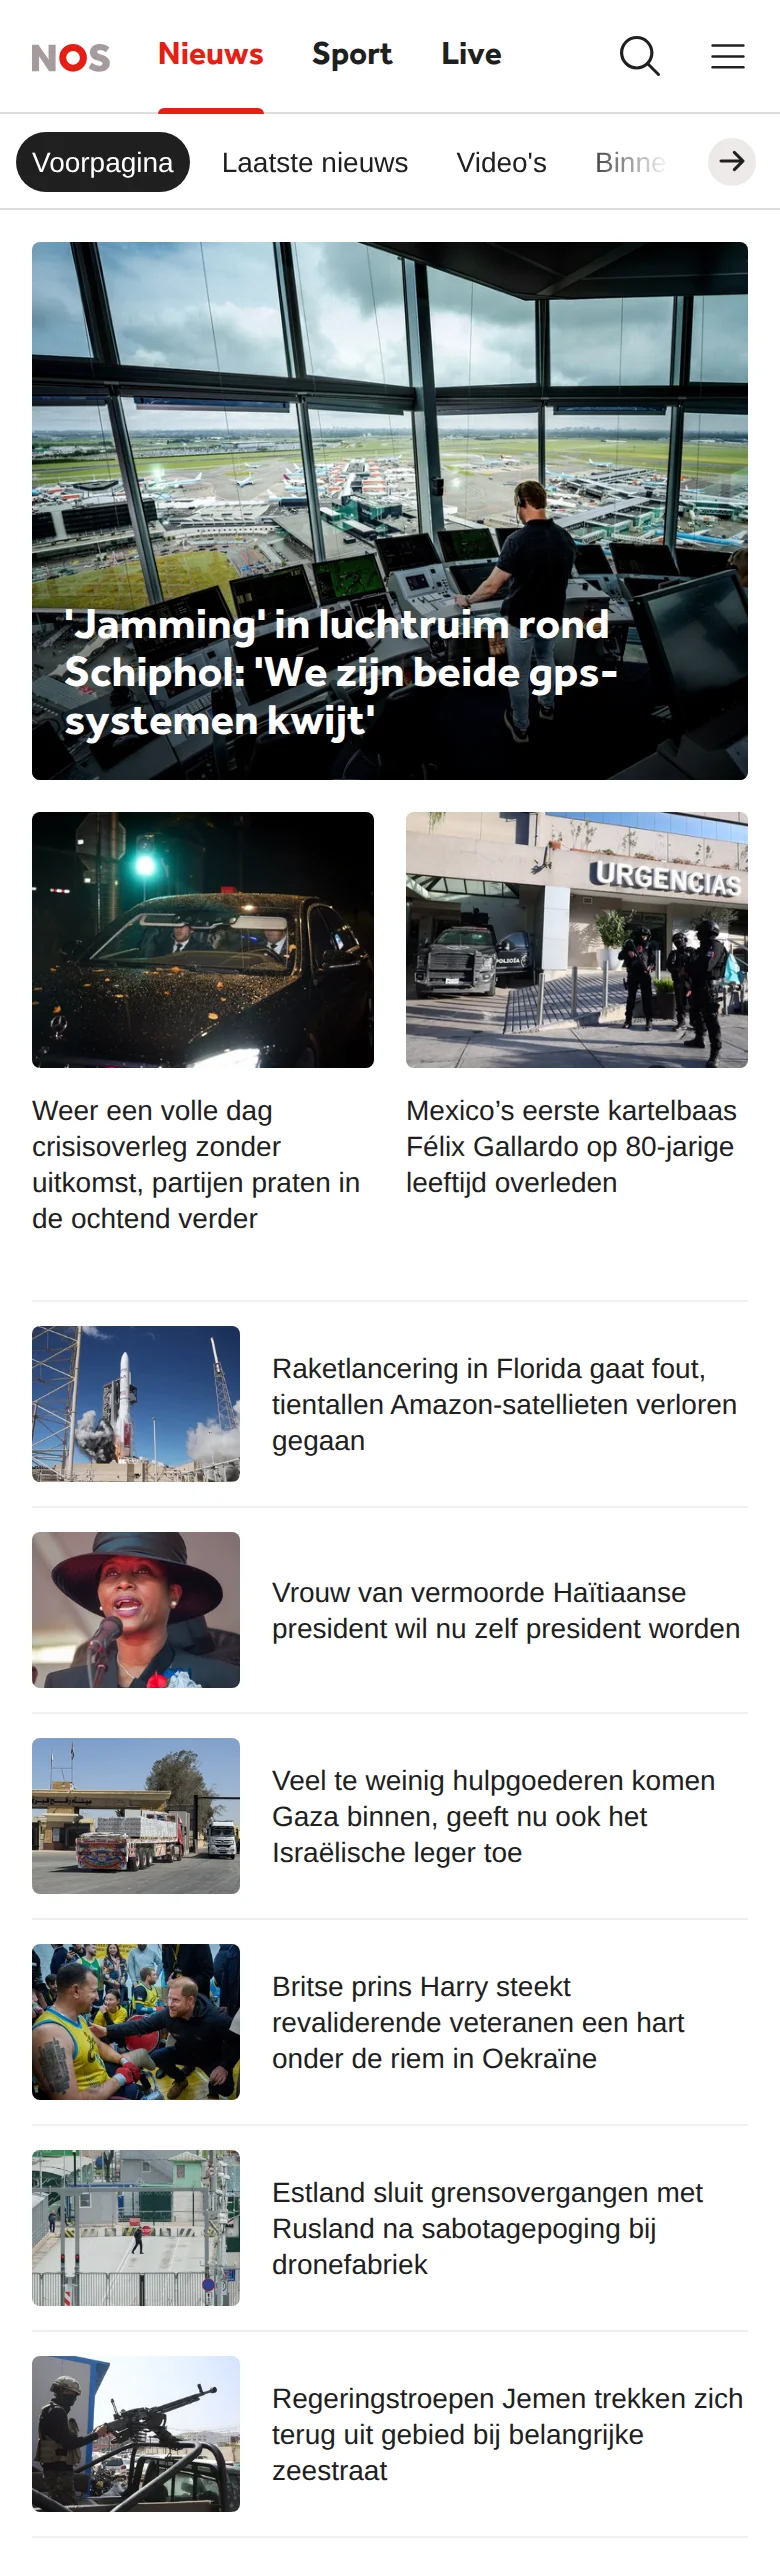 NOS
Nieuws
Sport
Live
Voorpagina
Laatste nieuws
Video's
Binne
'Jamming' in luchtruim rond
Schiphol: 'We zijn beide gps-
systemen kwijt'
URGENCIAS
Weer een volle dag
crisisoverleg zonder
uitkomst, partijen praten in
de ochtend verder
Mexico’s eerste kartelbaas
Félix Gallardo op 80-jarige
leeftijd overleden
Raketlancering in Florida gaat fout,
tientallen Amazon-satellieten verloren
gegaan
Vrouw van vermoorde Haïtiaanse
president wil nu zelf president worden
Veel te weinig hulpgoederen komen
Gaza binnen, geeft nu ook het
Israëlische leger toe
Britse prins Harry steekt
revaliderende veteranen een hart
onder de riem in Oekraïne
Estland sluit grensovergangen met
Rusland na sabotagepoging bij
dronefabriek
Regeringstroepen Jemen trekken zich
terug uit gebied bij belangrijke
zeestraat